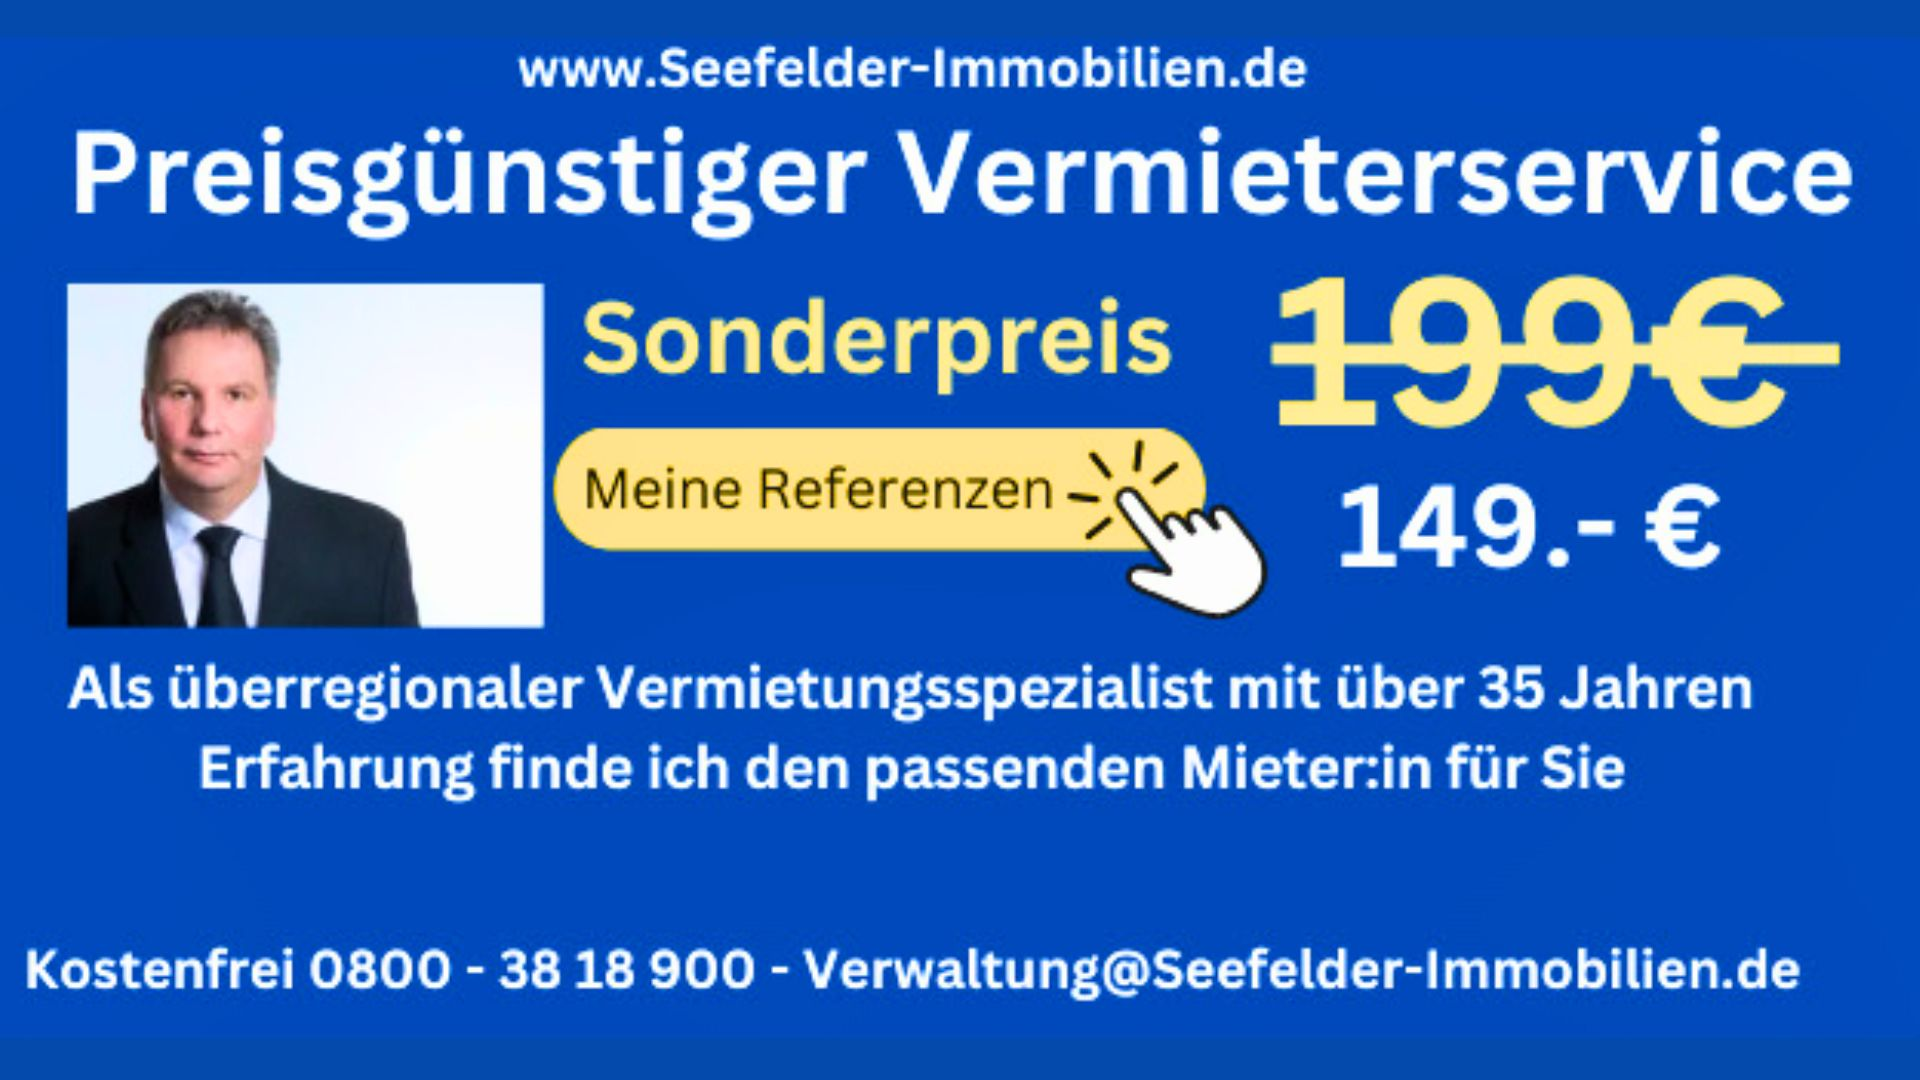 www.Seefelder-Immobilien.de
Preisgünstiger Vermieterservice
Sonderpreis
199€
Meine Referenzen
149.- €
Als überregionaler Vermietungsspezialist mit über 35 Jahren
Erfahrung finde ich den passenden Mieter:in für Sie
Kostenfrei 0800 - 38 18 900 - Verwaltung@Seefelder-Immobilien.de